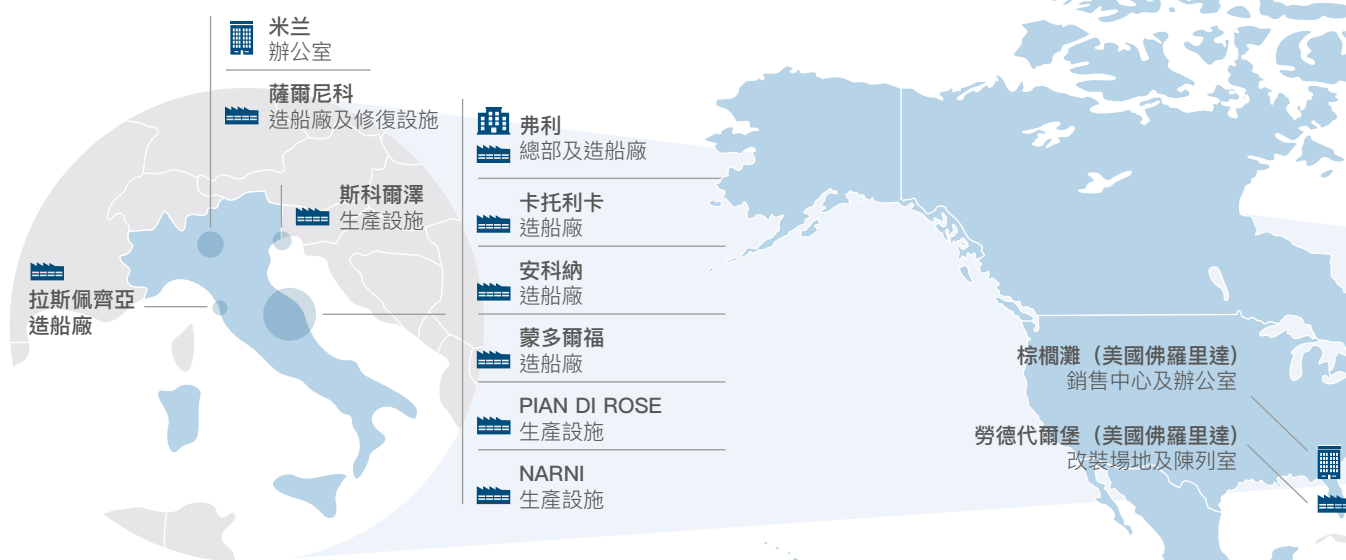 米兰
辦公室
薩爾尼科
造船廠及修復設施
斯科爾澤
生產設施
拉斯佩齊亞
造船廠
弗利
總部及造船廠
卡托利卡
造船廠
安科納
造船廠
蒙多爾福
造船廠
PIAN DI ROSE
生產設施
NARNI
生產設施
棕櫚灘（美國佛羅里達）
銷售中心及辦公室
勞德代爾堡（美國佛羅里達）
改裝場地及陳列室